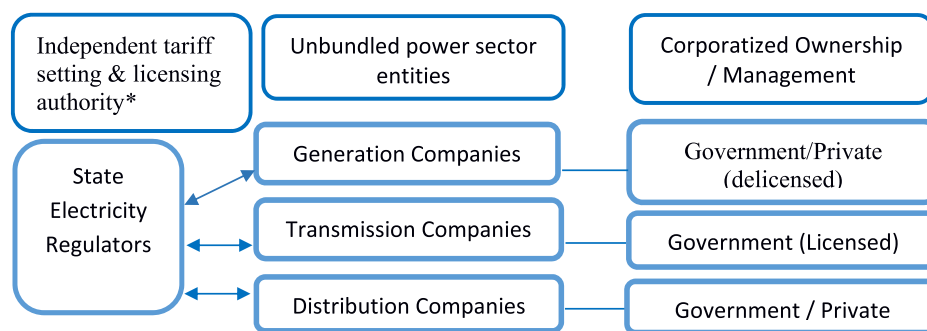 Independent tariff
setting & licensing
authority*
Unbundled power sector
entities
Corporatized Ownership
/ Management
State
Electricity
Regulators
Generation Companies
Government/Private
(delicensed)
Transmission Companies
Government (Licensed)
Distribution Companies
Government / Private